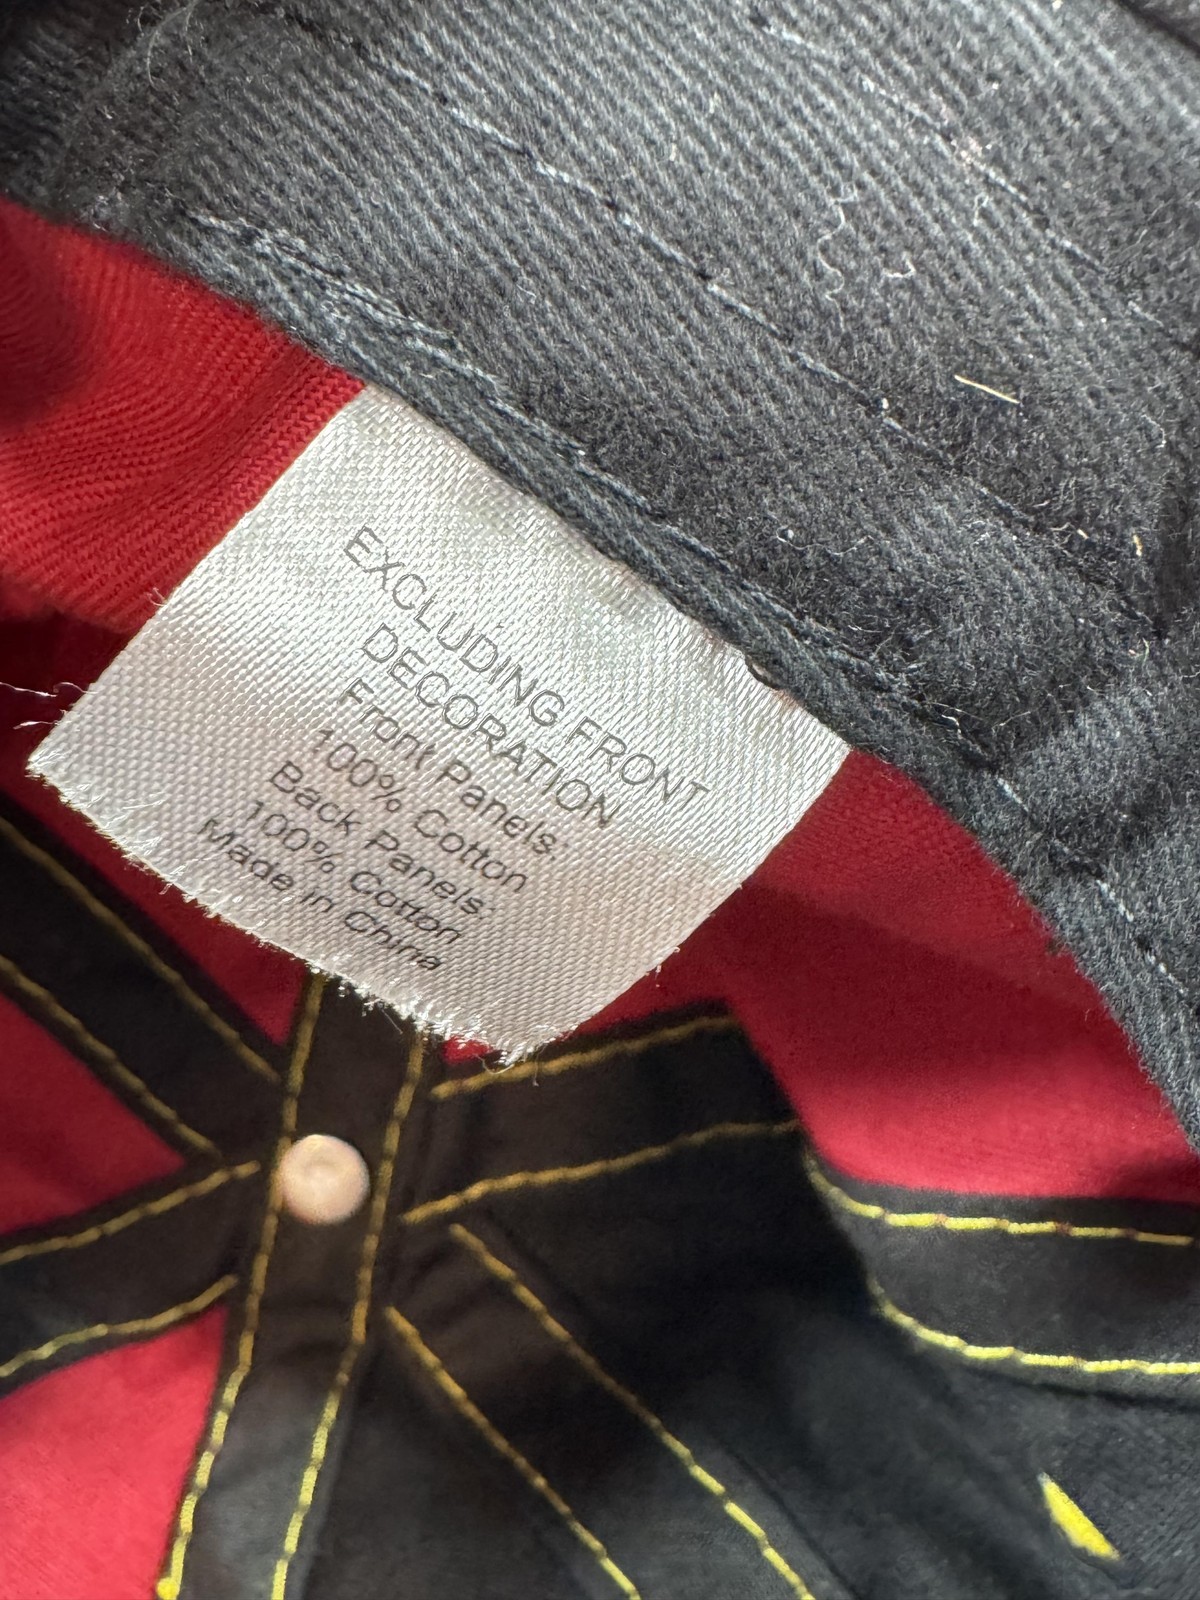 EXCLUDING FRONT
DECORATION
Front Panels:
100% Cotton
Back Panels:
100% Cotton
Made in China